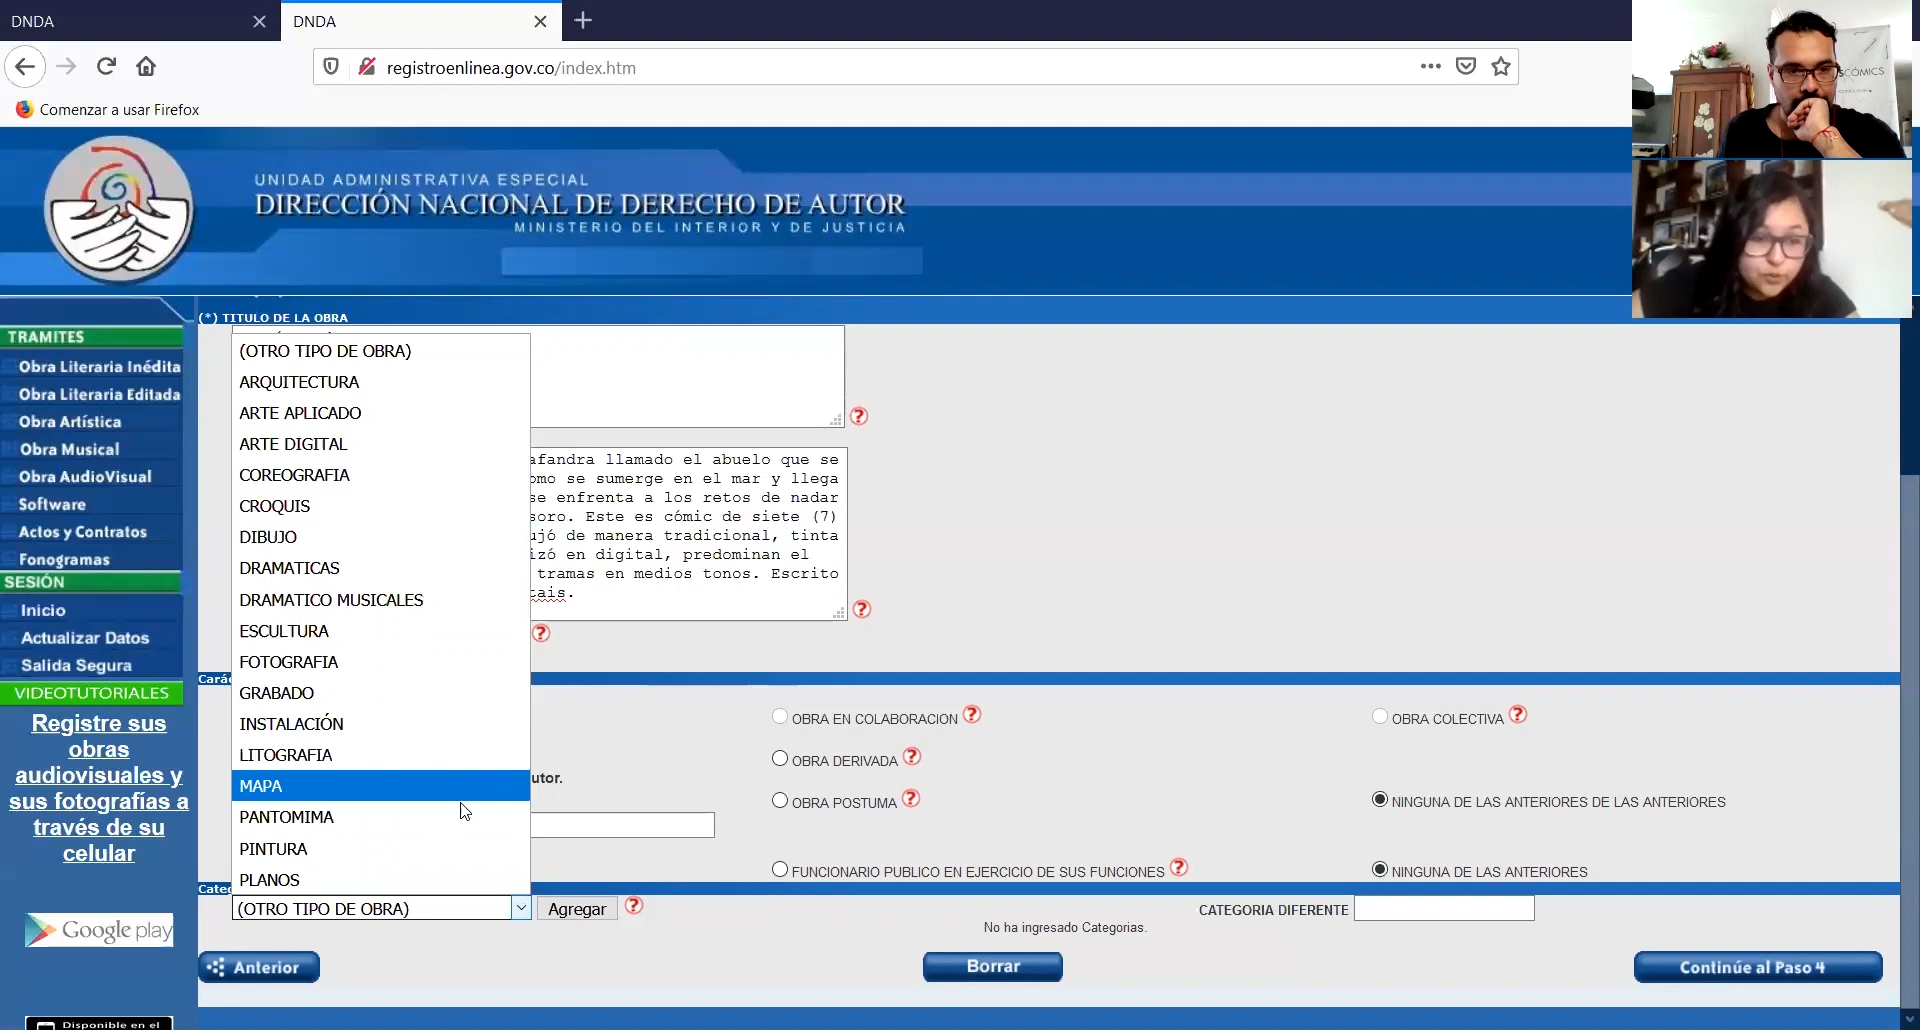 DNDA
DNDA
registroenlinea.gov.co/index.htm
Comenzar a usar Firefox
CÓMICS
UNIDAD ADMINISTRATIVA ESPECIAL
DIRECCIÓN NACIONAL DE DERECHO DE AUTOR
MINISTERIO DEL INTERIOR Y DE JUSTICIA
TRAMITES
Obra Literaria Inédita
Obra Literaria Editada
Obra Artística
Obra Musical
Obra AudioVisual
Software
Actos y Contratos
Fonogramas
SESIÓN
Inicio
Actualizar Datos
Salida Segura
VIDEOTUTORIALES
Registre sus
obras
audiovisuales y
sus fotografías a
través de su
celular
Google play
Disponible en el
(*) TITULO DE LA OBRA
(OTRO TIPO DE OBRA)
ARQUITECTURA
ARTE APLICADO
ARTE DIGITAL
COREOGRAFIA
CROQUIS
DIBUJO
DRAMATICAS
DRAMATICO MUSICALES
ESCULTURA
FOTOGRAFIA
GRABADO
INSTALACIÓN
LITOGRAFIA
MAPA
PANTOMIMA
PINTURA
PLANOS
afandra llamado el abuelo que se
omo se sumerge en el mar y llega
se enfrenta a los retos de nadar
soro. Este es cómic de siete (7)
ujó de manera tradicional, tinta
izó en digital, predominan el
tramas en medios tonos. Escrito
tais.
Carác
OBRA EN COLABORACION
OBRA COLECTIVA
OBRA DERIVADA
utor.
OBRA POSTUMA
NINGUNA DE LAS ANTERIORES DE LAS ANTERIORES
FUNCIONARIO PUBLICO EN EJERCICIO DE SUS FUNCIONES
NINGUNA DE LAS ANTERIORES
Categ
(OTRO TIPO DE OBRA)
Agregar
CATEGORIA DIFERENTE
No ha ingresado Categorias.
Anterior
Borrar
Continúe al Paso 4